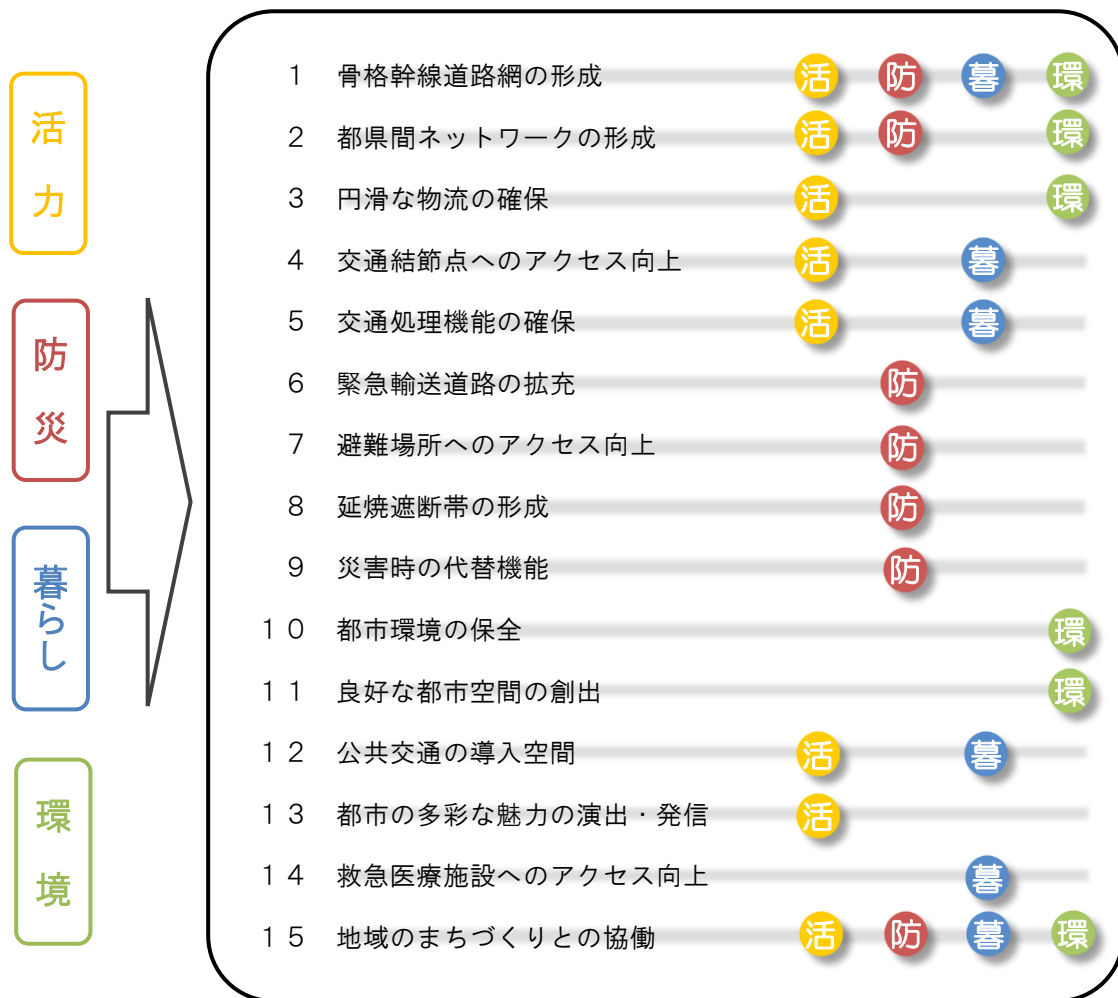 活力
防災
暮らし
環境
1 骨格幹線道路網の形成 活 防 暮 環
2 都県間ネットワークの形成 活 防 環
3 円滑な物流の確保 活 環
4 交通結節点へのアクセス向上 活 暮
5 交通処理機能の確保 活 暮
6 緊急輸送道路の拡充 防
7 避難場所へのアクセス向上 防
8 延焼遮断帯の形成 防
9 災害時の代替機能 防
10 都市環境の保全 環
11 良好な都市空間の創出 環
12 公共交通の導入空間 活 暮
13 都市の多彩な魅力の演出・発信 活
14 救急医療施設へのアクセス向上 暮
15 地域のまちづくりとの協働 活 防 暮 環